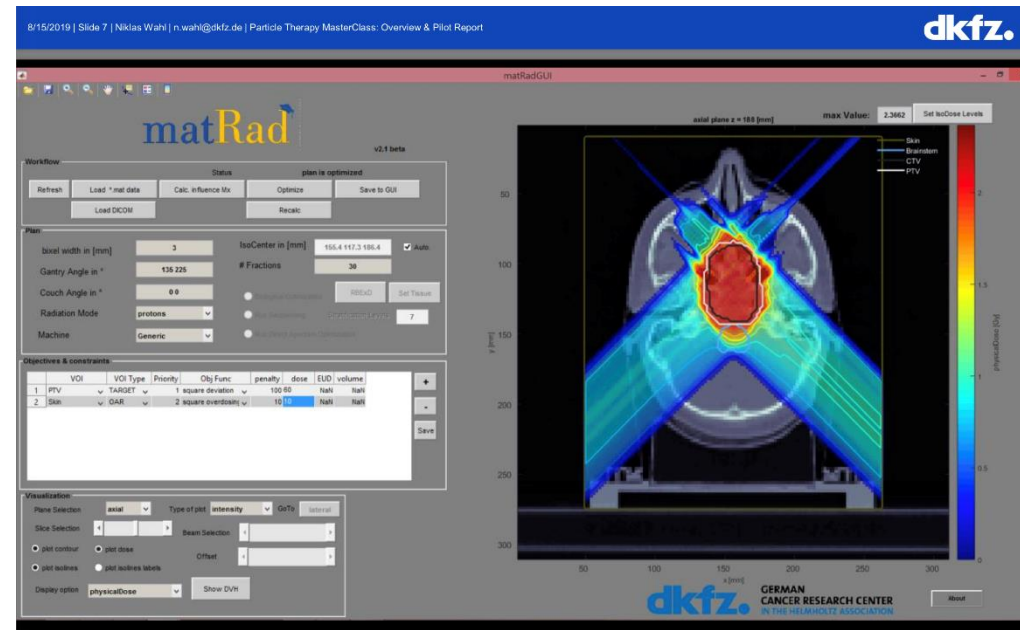 8/15/2019 | Slide 7 | Niklas Wahl | n.wahl@dkfz.de | Particle Therapy MasterClass: Overview & Pilot Report
dkfz.
matRadGUI
matRad
v2.1 beta
axial plane z = 188 [mm]
max Value: 2.3662 Set IsoDose Levels
Skin
Brainstem
CTV
PTV
Workflow
Status plan is optimized
Refresh Load *.mat data Calc. influence Mx Optimize Save to GUI
Load DICOM Recalc
Plan
bixel width in [mm] 3 IsoCenter in [mm] Auto
Gantry Angle in ° 135 225 # Fractions 30
Couch Angle in ° 0 0 Set Tissue
Radiation Mode protons 7
Machine Generic
Objectives & constraints
VOI VOI Type Priority Obj Func penalty dose EUD volume
1 PTV TARGET 1 square deviation 100 60 NaN NaN
2 Skin OAR 2 square overdosing 10 10 NaN NaN
+
-
Save
Visualization
Plane Selection axial Type of plot intensity GoTo lateral
Slice Selection Beam Selection
plot contour plot dose Offset
plot isolines plot isolines labels
Display option physicalDose Show DVH
50
100
150
200
250
300
y [mm]
50 100 150 200 250 300
x [mm]
2
1.5
1
0.5
0
physicalDose [Gy]
dkfz.
GERMAN
CANCER RESEARCH CENTER
IN THE HELMHOLTZ ASSOCIATION
About